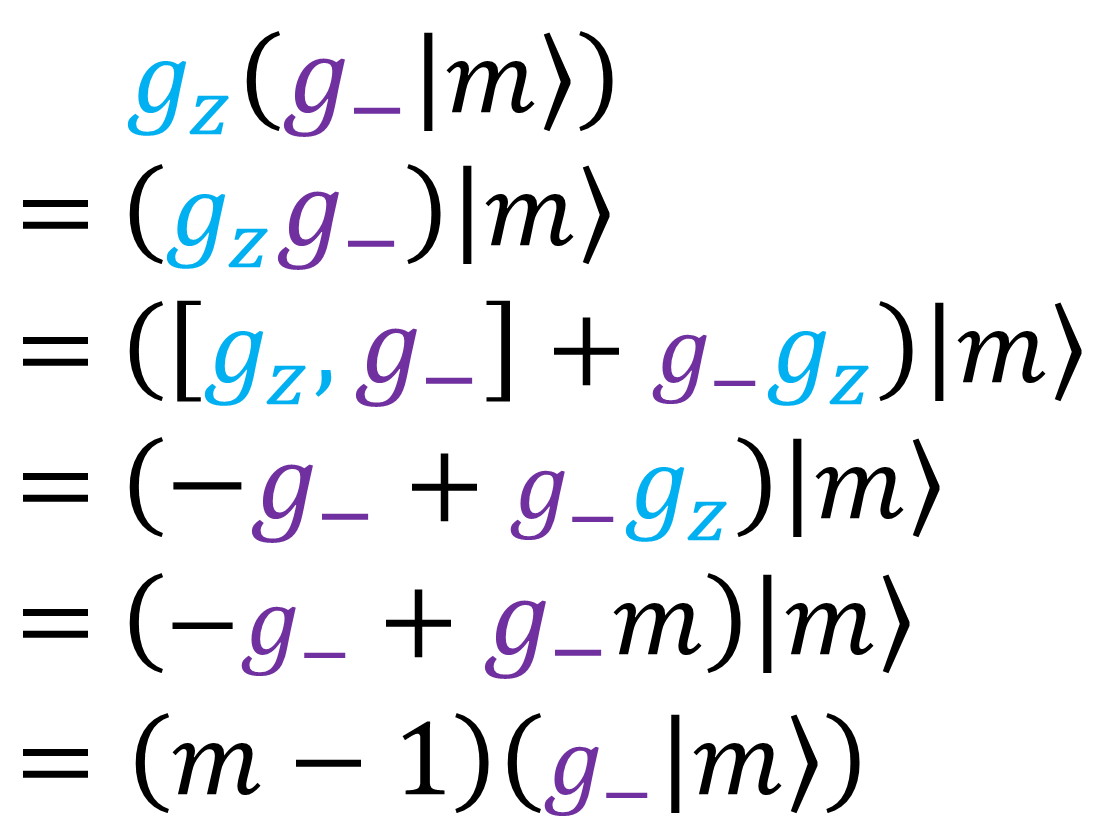 g_z(g_−|m⟩)
= (g_z g_−)|m⟩
= ([g_z, g_−] + g_− g_z)|m⟩
= (−g_− + g_− g_z)|m⟩
= (−g_− + g_− m)|m⟩
= (m − 1)(g_−|m⟩)